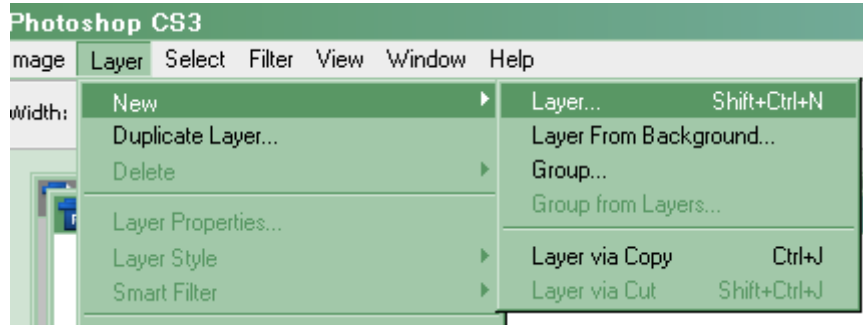 Photoshop CS3
mage Layer Select Filter View Window Help
Width:
New
Duplicate Layer...
Delete
Layer Properties...
Layer Style
Smart Filter
Layer... Shift+Ctrl+N
Layer From Background...
Group...
Group from Layers...
Layer via Copy Ctrl+J
Layer via Cut Shift+Ctrl+J